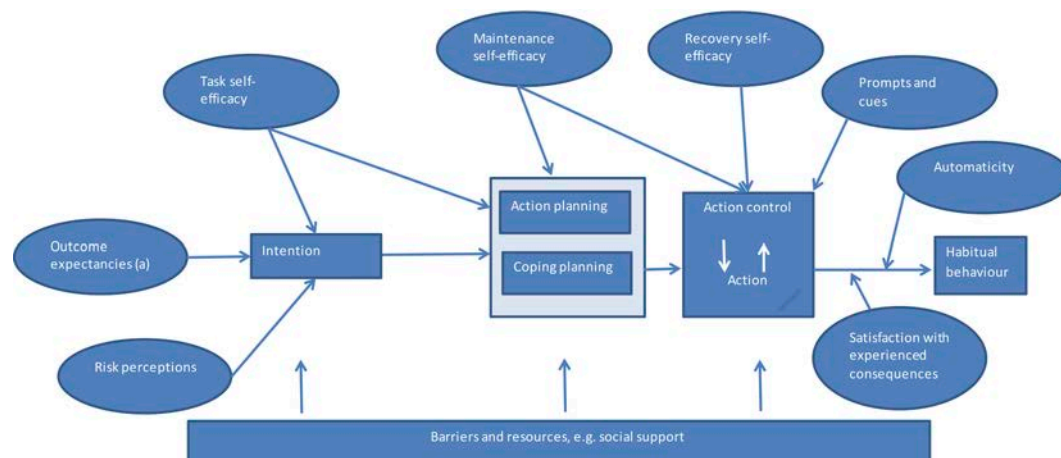 Maintenance
self-efficacy
Recovery self-
efficacy
Task self-
efficacy
Prompts and
cues
Automaticity
Action planning
Action control
Outcome
expectancies (a)
Intention
Coping planning
Action
Habitual
behaviour
Risk perceptions
Satisfaction with
experienced
consequences
Barriers and resources, e.g. social support